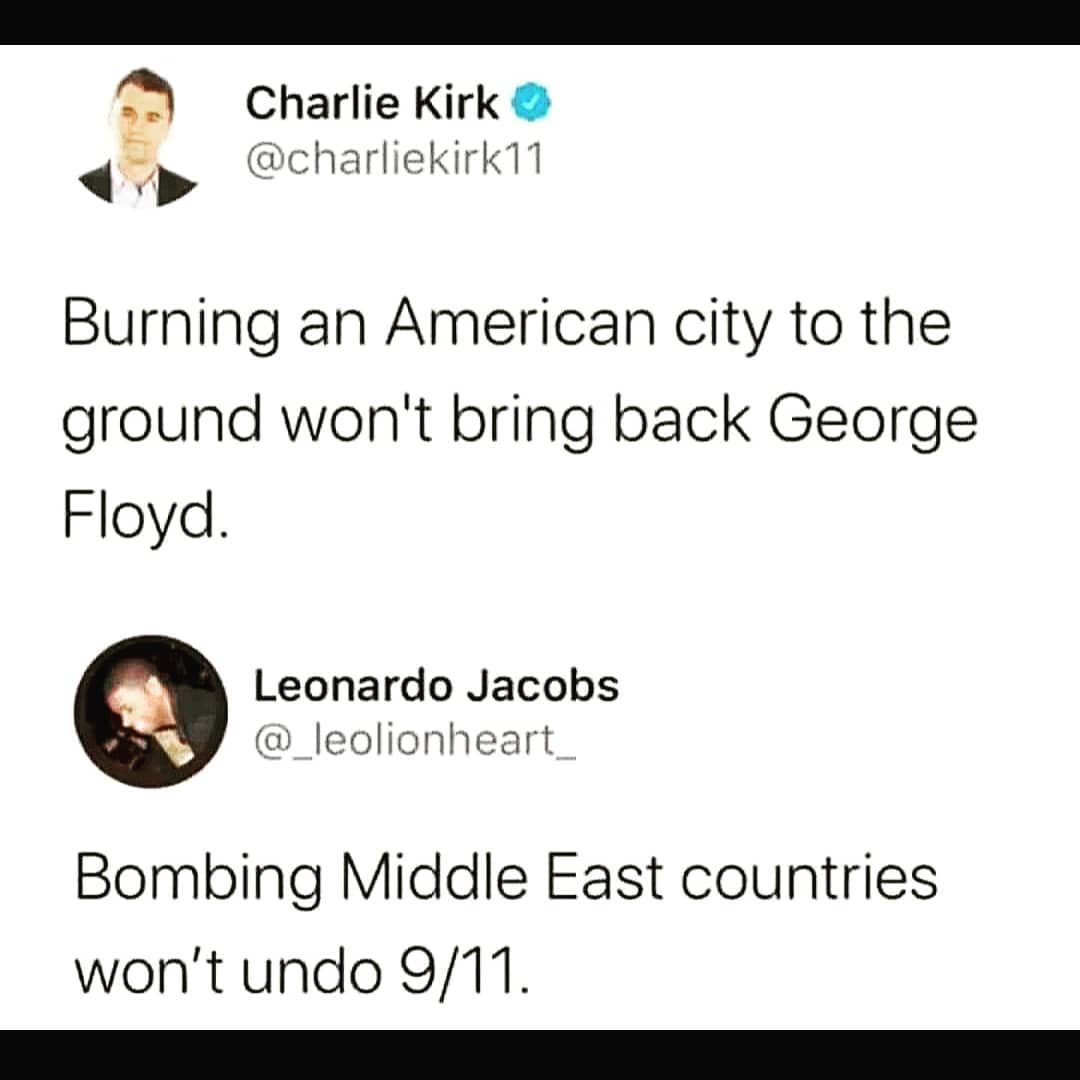 Charlie Kirk
@charliekirk11
Burning an American city to the
ground won't bring back George
Floyd.
Leonardo Jacobs
@_leolionheart_
Bombing Middle East countries
won’t undo 9/11.